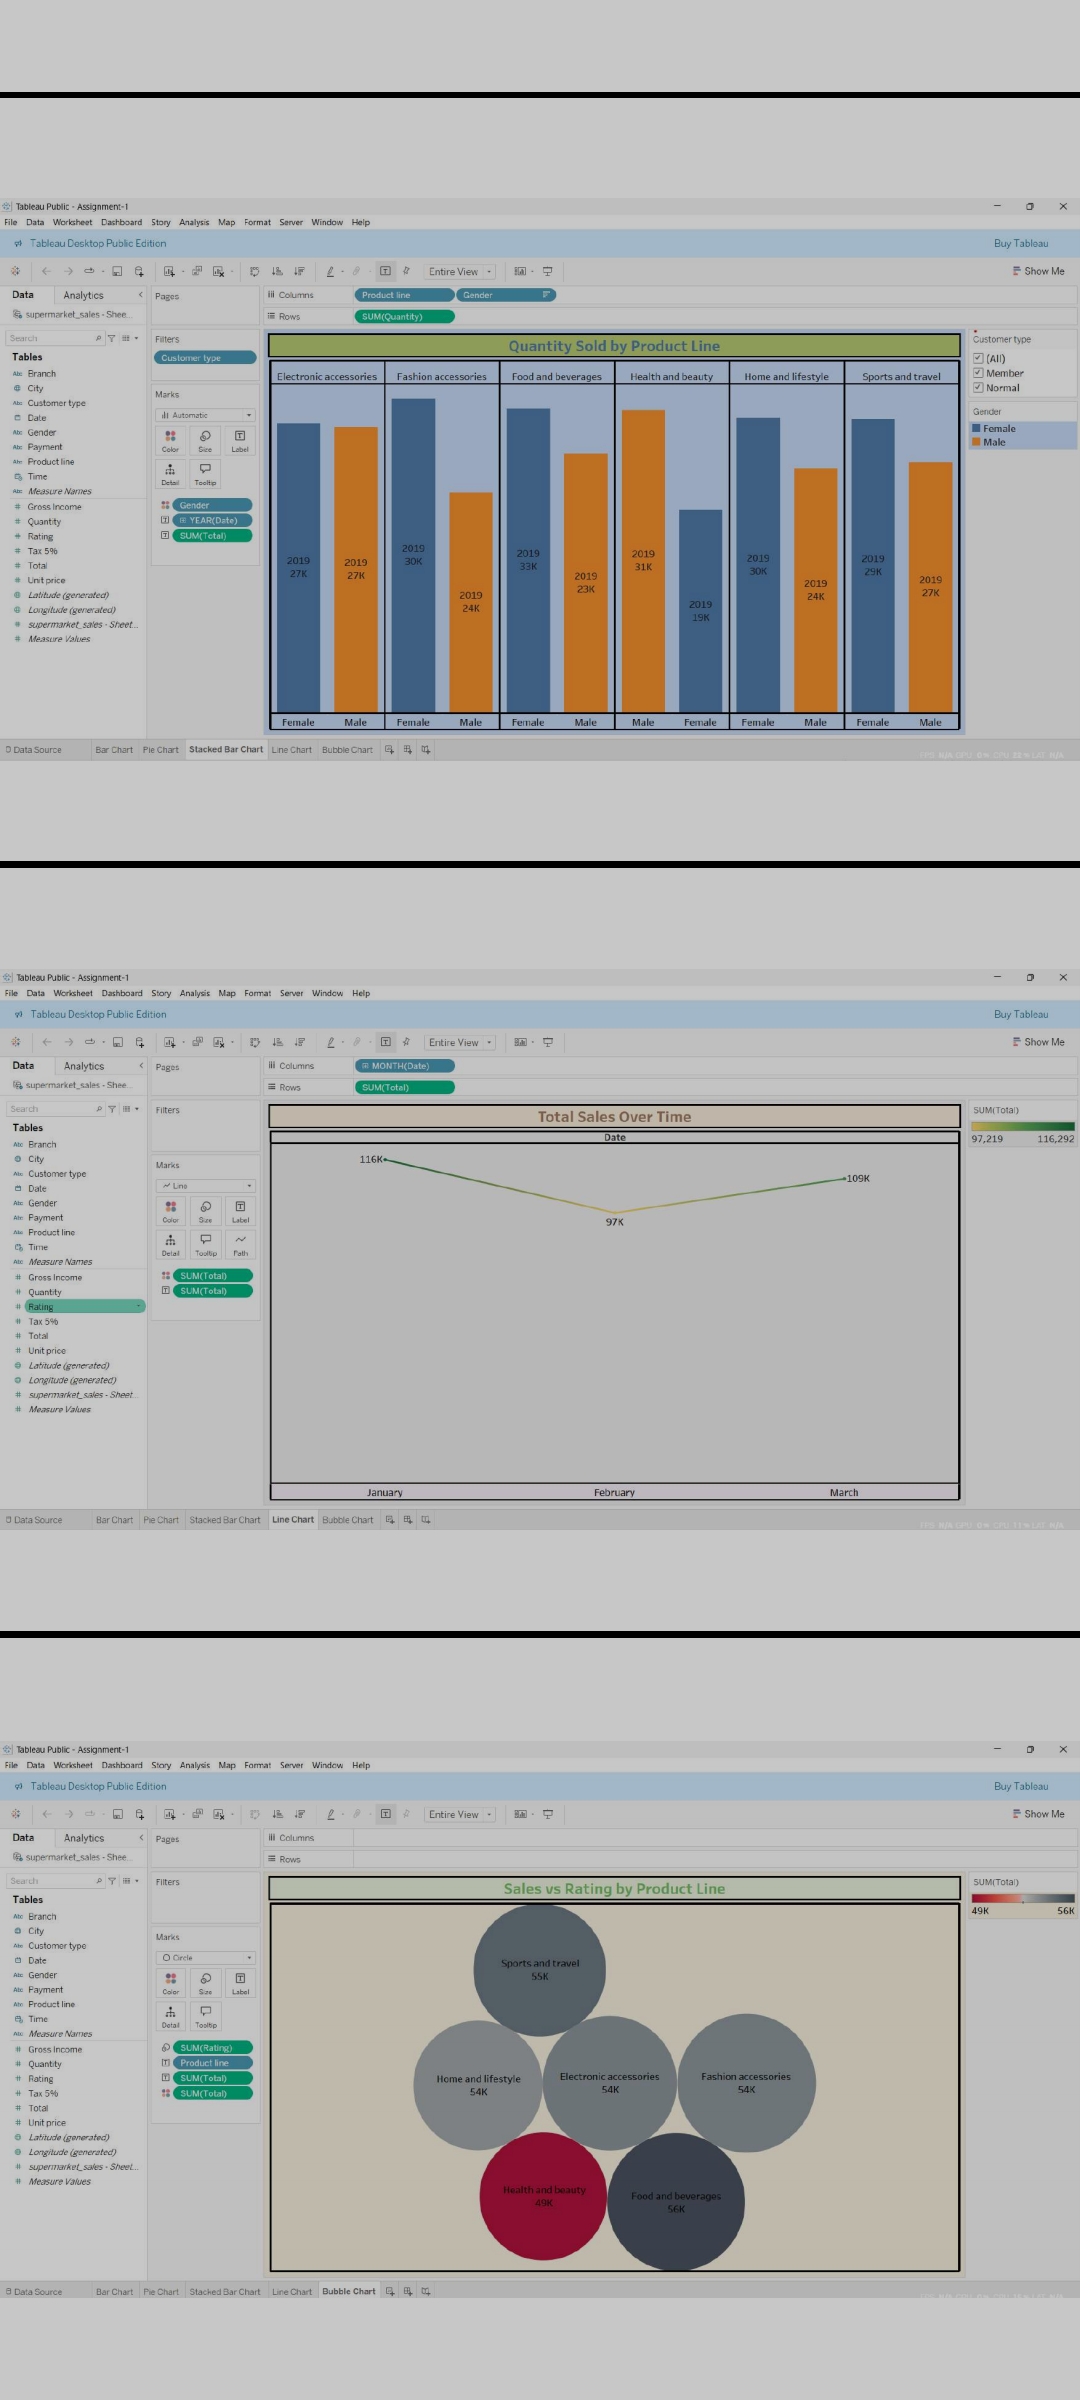 Tableau Public - Assignment-1
File Data Worksheet Dashboard Story Analysis Map Format Server Window Help
Tableau Desktop Public Edition Buy Tableau
Entire View Show Me
Data Analytics Pages Columns Product line Gender
supermarket_sales - Shee... Rows SUM(Quantity)
Search Filters Quantity Sold by Product Line Customer type
Tables Customer type (All)
Abc Branch Electronic accessories Fashion accessories Food and beverages Health and beauty Home and lifestyle Sports and travel Member
City Normal
Abc Customer type Marks
Date Automatic Gender
Abc Gender Female
Abc Payment Color Size Label Male
Abc Product line
Time Detail Tooltip
Abc Measure Names
# Gross Income Gender
# Quantity YEAR(Date)
# Rating SUM(Total)
# Tax 5%
# Total
# Unit price
Latitude (generated)
Longitude (generated)
# supermarket_sales - Sheet...
# Measure Values
2019 2019 2019 2019 2019 2019 2019 2019 2019 2019 2019 2019
27K 27K 30K 24K 33K 23K 31K 19K 30K 24K 29K 27K
Female Male Female Male Female Male Male Female Female Male Female Male
Data Source Bar Chart Pie Chart Stacked Bar Chart Line Chart Bubble Chart
Tableau Public - Assignment-1
File Data Worksheet Dashboard Story Analysis Map Format Server Window Help
Tableau Desktop Public Edition Buy Tableau
Entire View Show Me
Data Analytics Pages Columns MONTH(Date)
supermarket_sales - Shee... Rows SUM(Total)
Search Filters Total Sales Over Time SUM(Total)
Tables Date 97,219 116,292
Abc Branch
City
Abc Customer type Marks
Date Line
Abc Gender
Abc Payment Color Size Label
Abc Product line
Time Detail Tooltip Path
Abc Measure Names
# Gross Income SUM(Total)
# Quantity SUM(Total)
# Rating
# Tax 5%
# Total
# Unit price
Latitude (generated)
Longitude (generated)
# supermarket_sales - Sheet...
# Measure Values
116K 97K 109K
January February March
Data Source Bar Chart Pie Chart Stacked Bar Chart Line Chart Bubble Chart
Tableau Public - Assignment-1
File Data Worksheet Dashboard Story Analysis Map Format Server Window Help
Tableau Desktop Public Edition Buy Tableau
Entire View Show Me
Data Analytics Pages Columns
supermarket_sales - Shee... Rows
Search Filters Sales vs Rating by Product Line SUM(Total)
Tables 49K 56K
Abc Branch
City
Abc Customer type Marks
Date Circle
Abc Gender
Abc Payment Color Size Label
Abc Product line
Time Detail Tooltip
Abc Measure Names
# Gross Income SUM(Rating)
# Quantity Product line
# Rating SUM(Total)
# Tax 5% SUM(Total)
# Total
# Unit price
Latitude (generated)
Longitude (generated)
# supermarket_sales - Sheet...
# Measure Values
Sports and travel
55K
Home and lifestyle Electronic accessories Fashion accessories
54K 54K 54K
Health and beauty Food and beverages
49K 56K
Data Source Bar Chart Pie Chart Stacked Bar Chart Line Chart Bubble Chart